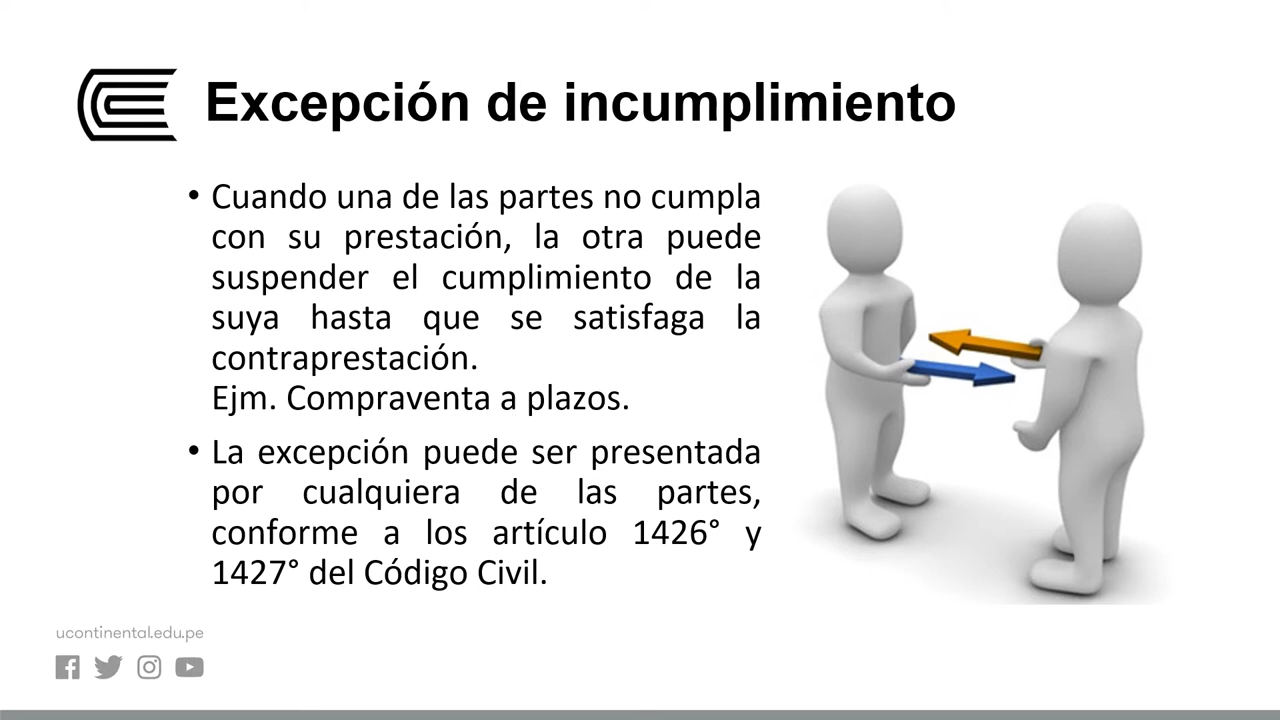 Excepción de incumplimiento
• Cuando una de las partes no cumpla
con su prestación, la otra puede
suspender el cumplimiento de la
suya hasta que se satisfaga la
contraprestación.
Ejm. Compraventa a plazos.
• La excepción puede ser presentada
por cualquiera de las partes,
conforme a los artículo 1426° y
1427° del Código Civil.
ucontinental.edu.pe